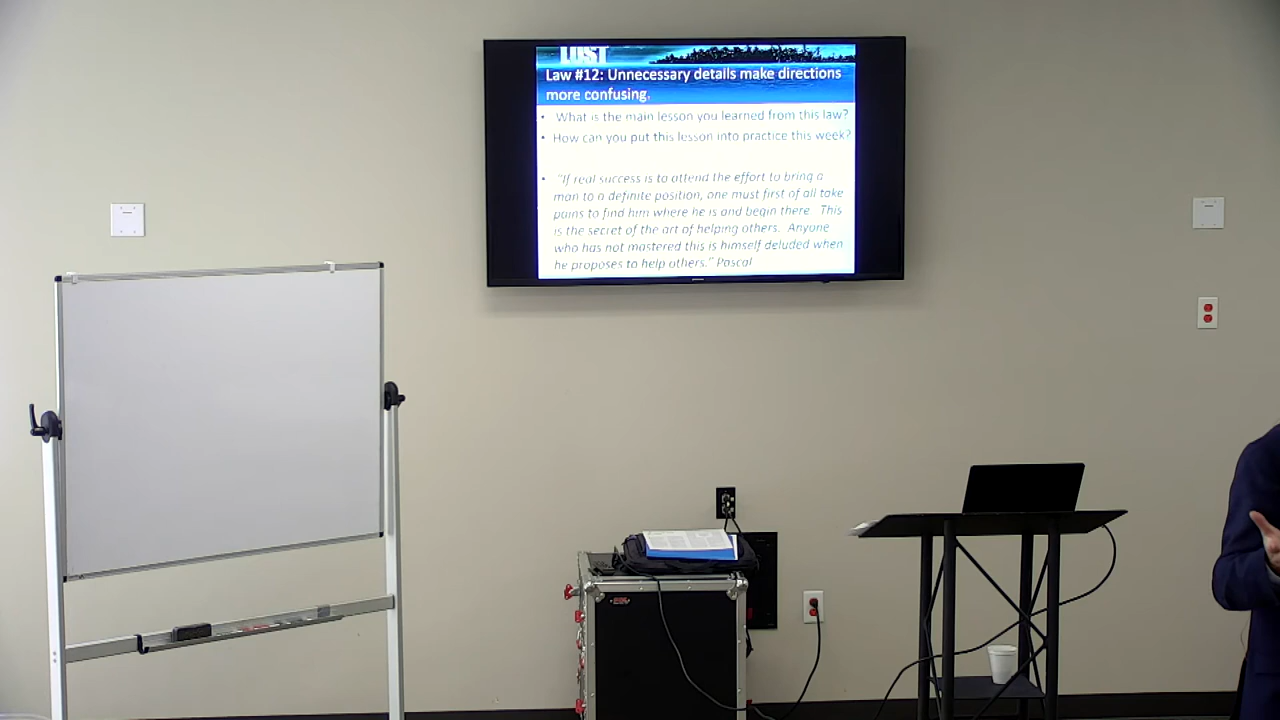 LUST
Law #12: Unnecessary details make directions
more confusing.
• What is the main lesson you learned from this law?
• How can you put this lesson into practice this week?
• "If real success is to attend the effort to bring a
man to a definite position, one must first of all take
pains to find him where he is and begin there. This
is the secret of the art of helping others. Anyone
who has not mastered this is himself deluded when
he proposes to help others." Pascal